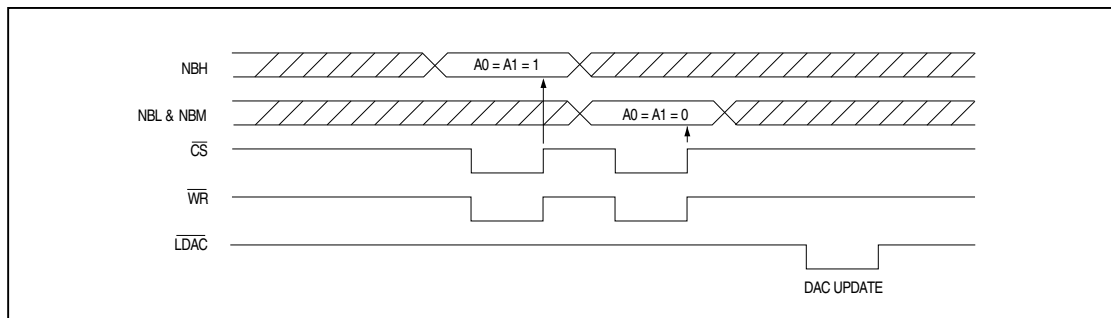 NBH
A0 = A1 = 1
NBL & NBM
A0 = A1 = 0
CS
WR
LDAC
DAC UPDATE